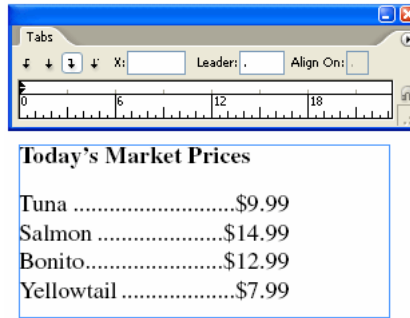 Tabs
X: Leader: . Align On: .
0 6 12 18
Today's Market Prices
Tuna ..........................$9.99
Salmon .....................$14.99
Bonito.......................$12.99
Yellowtail ...................$7.99